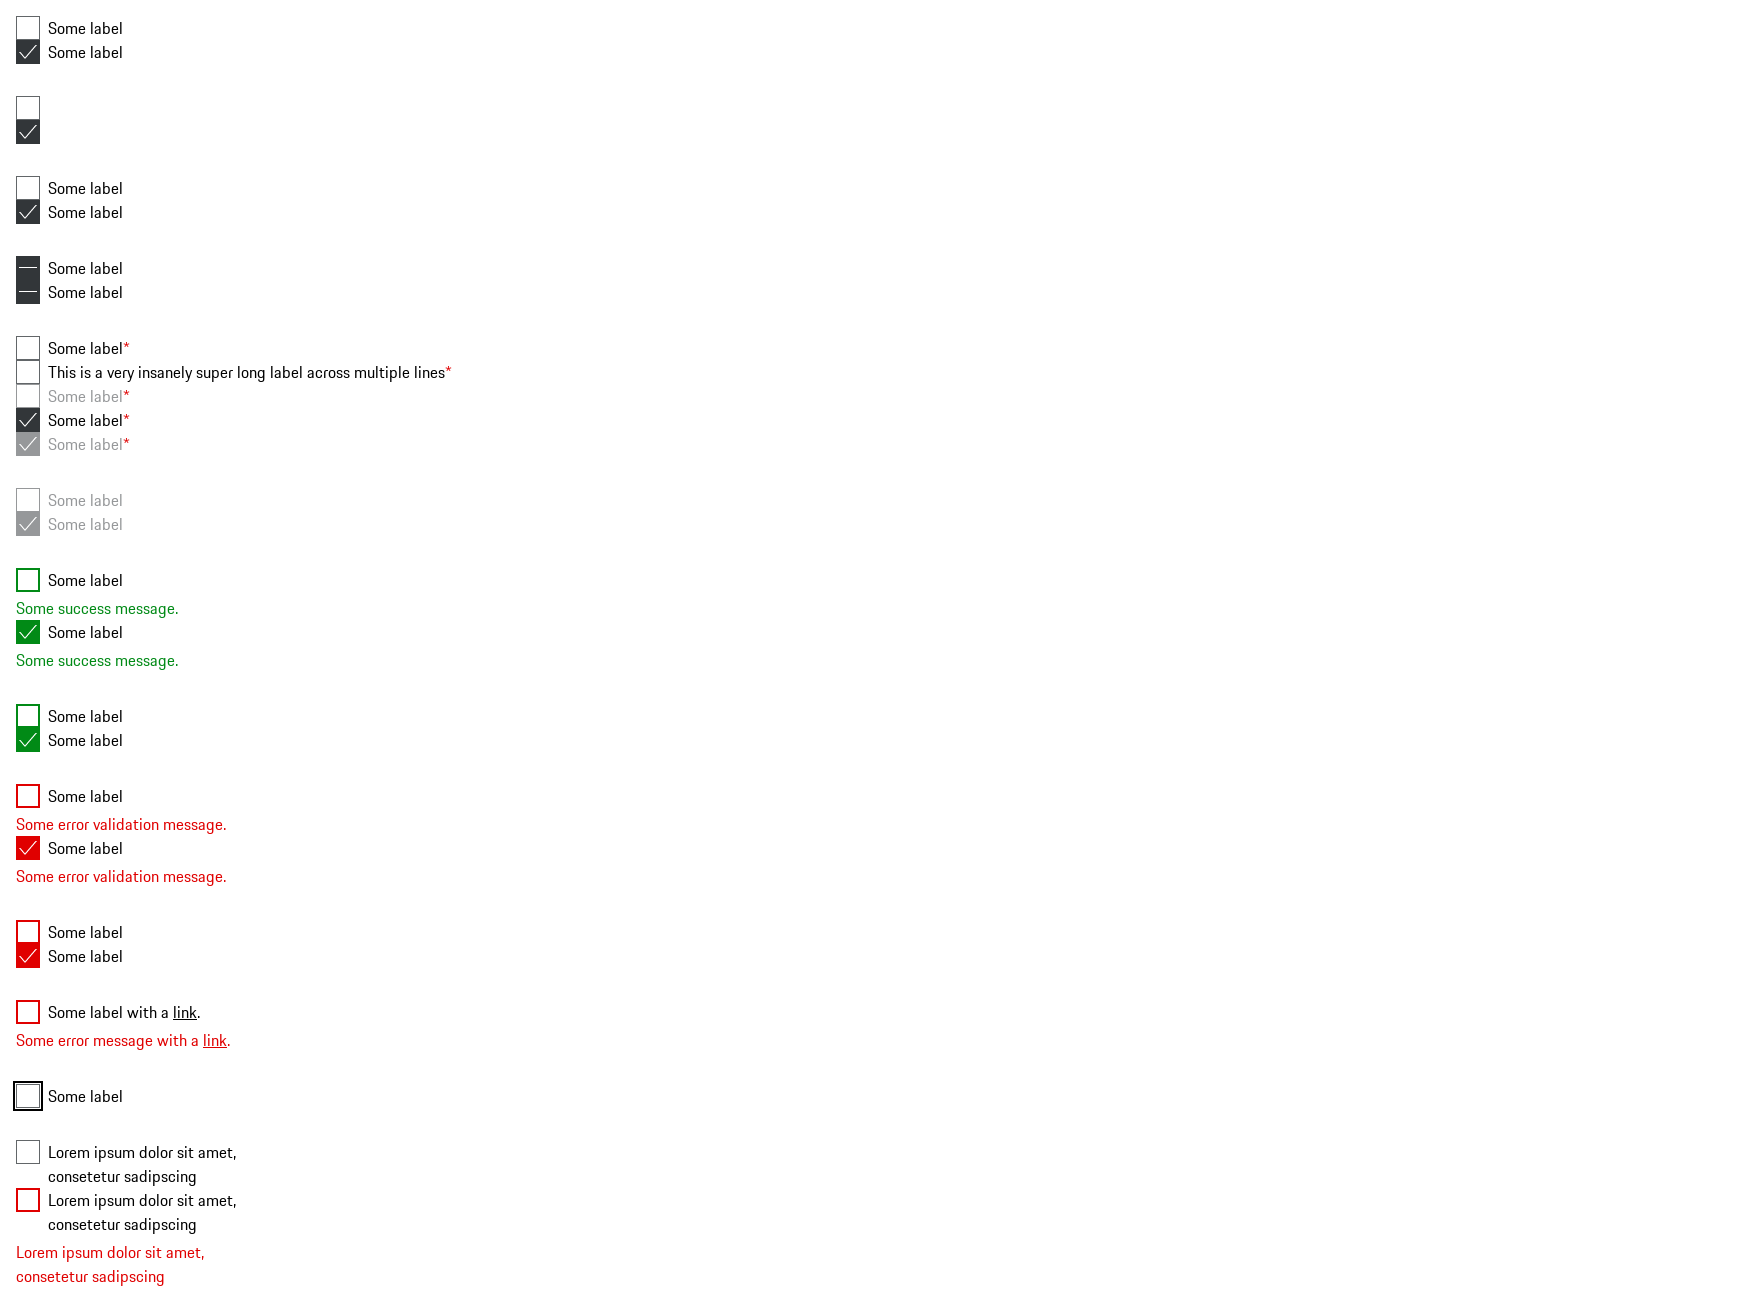 Some label
Some label
Some label
Some label
Some label
Some label
Some label*
This is a very insanely super long label across multiple lines*
Some label*
Some label*
Some label*
Some label
Some label
Some label
Some success message.
Some label
Some success message.
Some label
Some label
Some label
Some error validation message.
Some label
Some error validation message.
Some label
Some label
Some label with a link.
Some error message with a link.
Some label
Lorem ipsum dolor sit amet,
consetetur sadipscing
Lorem ipsum dolor sit amet,
consetetur sadipscing
Lorem ipsum dolor sit amet,
consetetur sadipscing